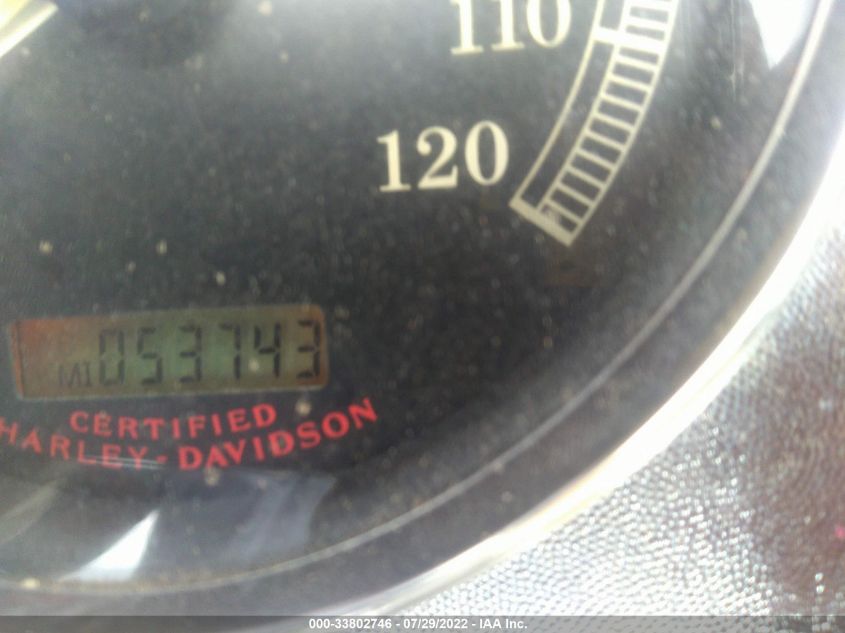 110
120
MI 053743
CERTIFIED
HARLEY-DAVIDSON
000-33802746 - 07/29/2022 - IAA Inc.